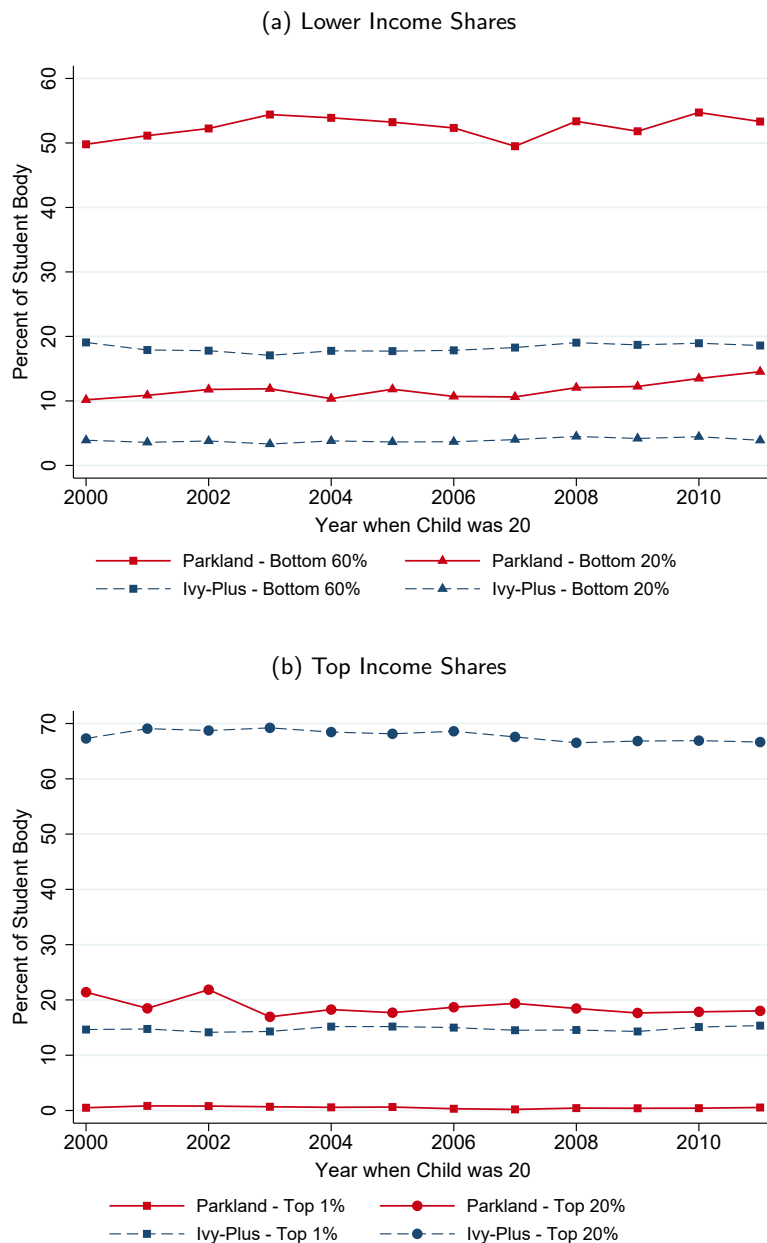 (a) Lower Income Shares
60
50
40
30
20
10
0
Percent of Student Body
2000 2002 2004 2006 2008 2010
Year when Child was 20
Parkland - Bottom 60% Parkland - Bottom 20%
Ivy-Plus - Bottom 60% Ivy-Plus - Bottom 20%
(b) Top Income Shares
70
60
50
40
30
20
10
0
Percent of Student Body
2000 2002 2004 2006 2008 2010
Year when Child was 20
Parkland - Top 1% Parkland - Top 20%
Ivy-Plus - Top 1% Ivy-Plus - Top 20%